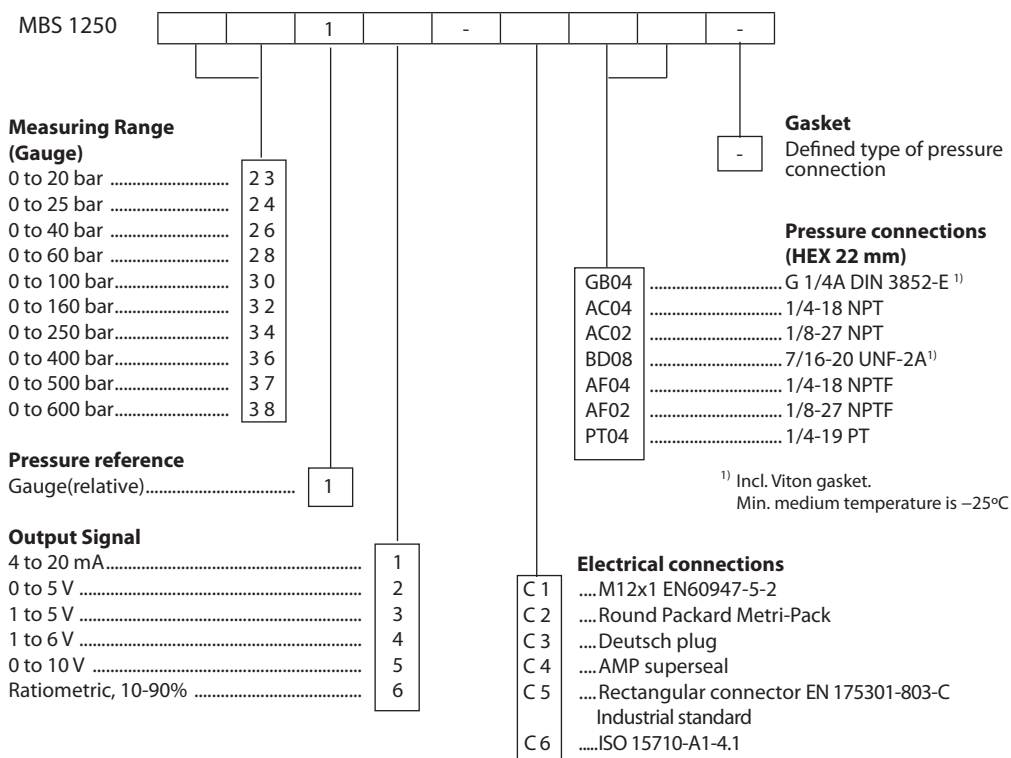 MBS 1250
1 - -
Measuring Range
(Gauge)
0 to 20 bar ........................... 2 3
0 to 25 bar ........................... 2 4
0 to 40 bar ........................... 2 6
0 to 60 bar ........................... 2 8
0 to 100 bar.......................... 3 0
0 to 160 bar.......................... 3 2
0 to 250 bar.......................... 3 4
0 to 400 bar.......................... 3 6
0 to 500 bar.......................... 3 7
0 to 600 bar.......................... 3 8
Pressure reference
Gauge(relative)................................. 1
Output Signal
4 to 20 mA......................................................... 1
0 to 5 V .............................................................. 2
1 to 5 V .............................................................. 3
1 to 6 V .............................................................. 4
0 to 10 V ............................................................ 5
Ratiometric, 10-90% ..................................... 6
Gasket
- Defined type of pressure
connection
Pressure connections
(HEX 22 mm)
GB04 .............................. G 1/4A DIN 3852-E 1)
AC04 .............................. 1/4-18 NPT
AC02 .............................. 1/8-27 NPT
BD08 .............................. 7/16-20 UNF-2A1)
AF04 .............................. 1/4-18 NPTF
AF02 .............................. 1/8-27 NPTF
PT04 .............................. 1/4-19 PT
1) Incl. Viton gasket.
Min. medium temperature is −25ºC
Electrical connections
C 1 ....M12x1 EN60947-5-2
C 2 ....Round Packard Metri-Pack
C 3 ....Deutsch plug
C 4 ....AMP superseal
C 5 ....Rectangular connector EN 175301-803-C
Industrial standard
C 6 .....ISO 15710-A1-4.1